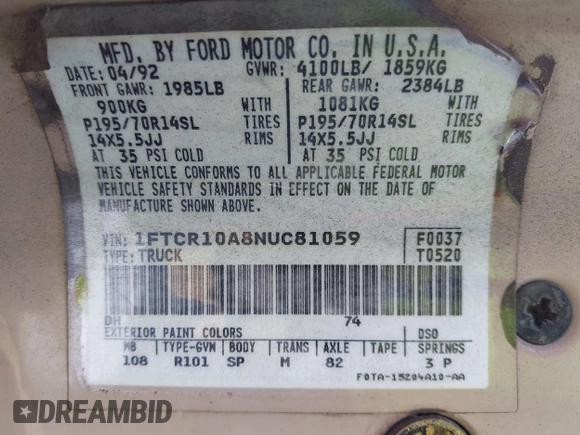 MFD. BY FORD MOTOR CO. IN U.S.A.
DATE: 04/92 GVWR: 4100LB/ 1859KG
FRONT GAWR: 1985LB REAR GAWR: 2384LB
900KG WITH 1081KG WITH
P195/70R14SL TIRES P195/70R14SL TIRES
14X5.5JJ RIMS 14X5.5JJ RIMS
AT 35 PSI COLD AT 35 PSI COLD
THIS VEHICLE CONFORMS TO ALL APPLICABLE FEDERAL MOTOR
VEHICLE SAFETY STANDARDS IN EFFECT ON THE DATE OF
MANUFACTURE SHOWN ABOVE.
VIN: 1FTCR10A8NUC81059 F0037
TYPE: TRUCK T0520
DH 74
EXTERIOR PAINT COLORS DSO
WB TYPE-GVM BODY TRANS AXLE TAPE SPRINGS
108 R101 SP M 82 3 P
F0TA-15204A10-AA
DREAMBID